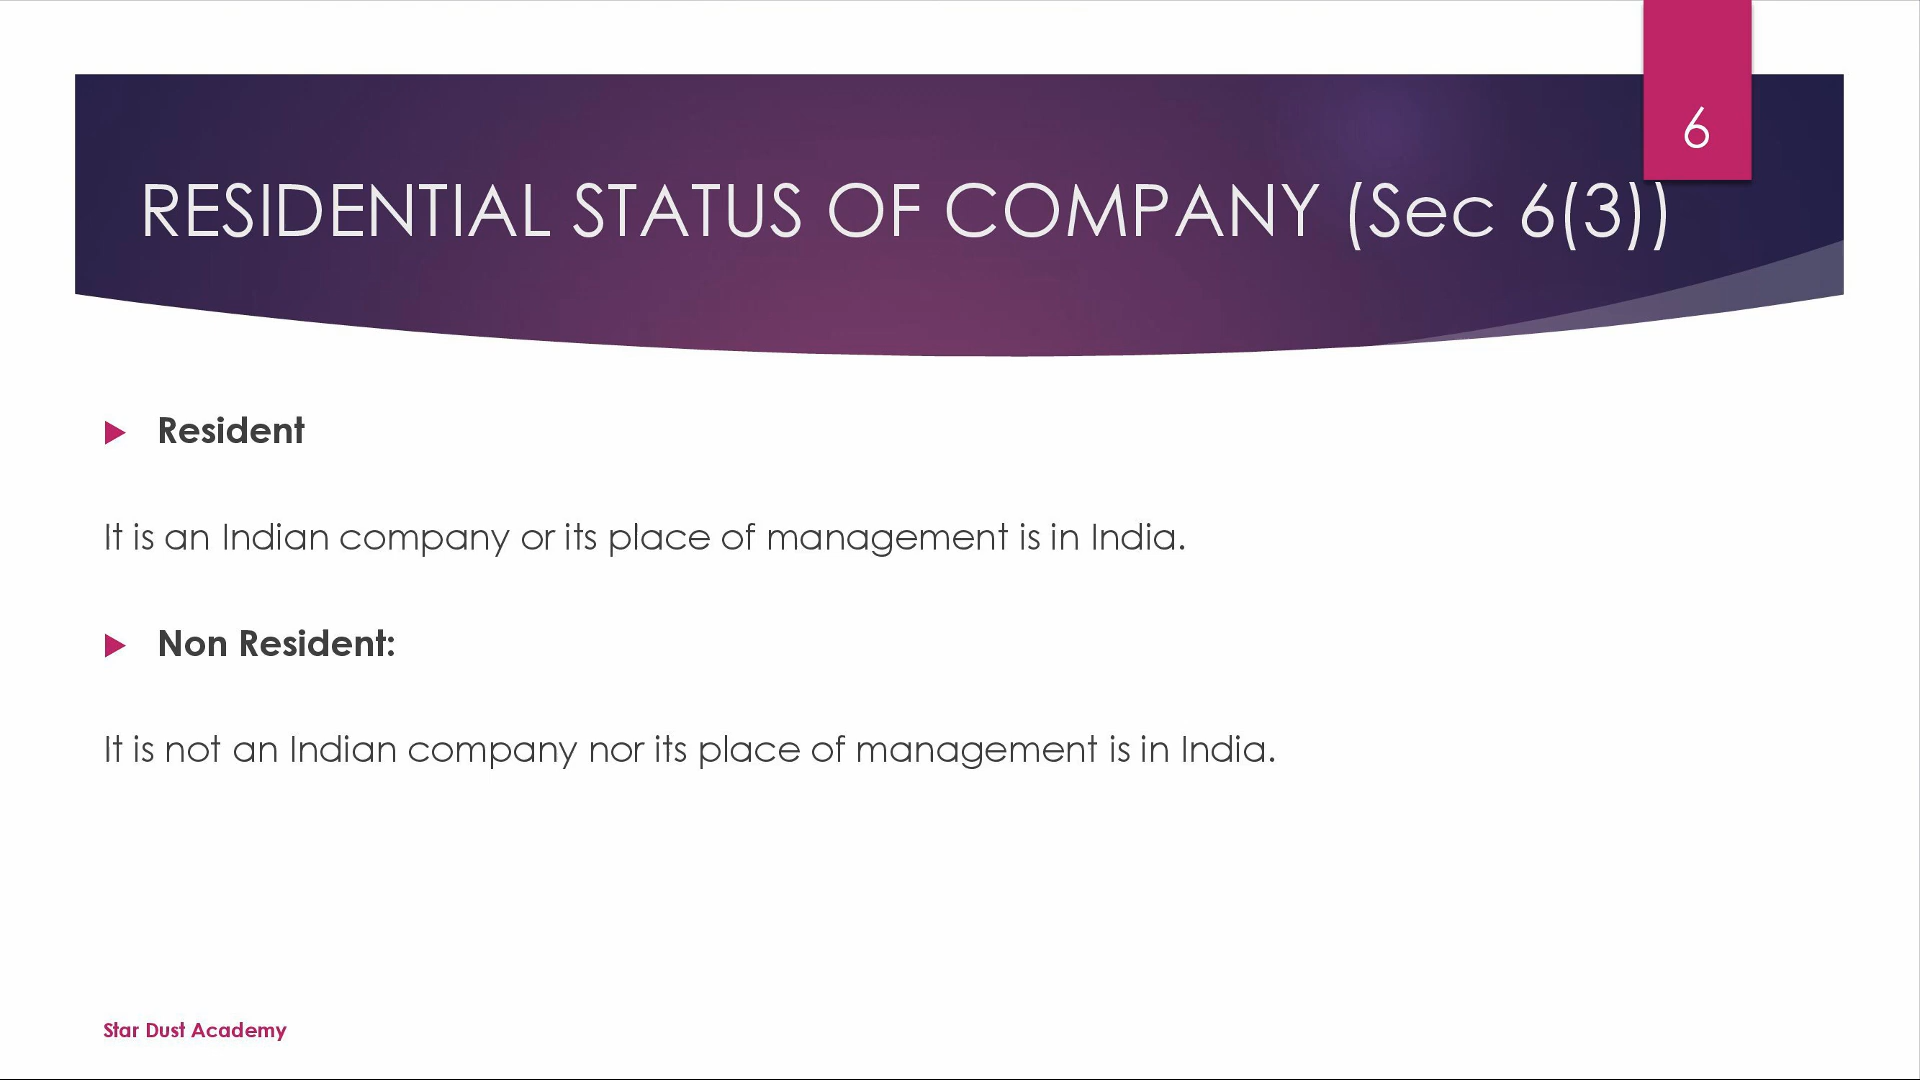 6
RESIDENTIAL STATUS OF COMPANY (Sec 6(3))
Resident
It is an Indian company or its place of management is in India.
Non Resident:
It is not an Indian company nor its place of management is in India.
Star Dust Academy